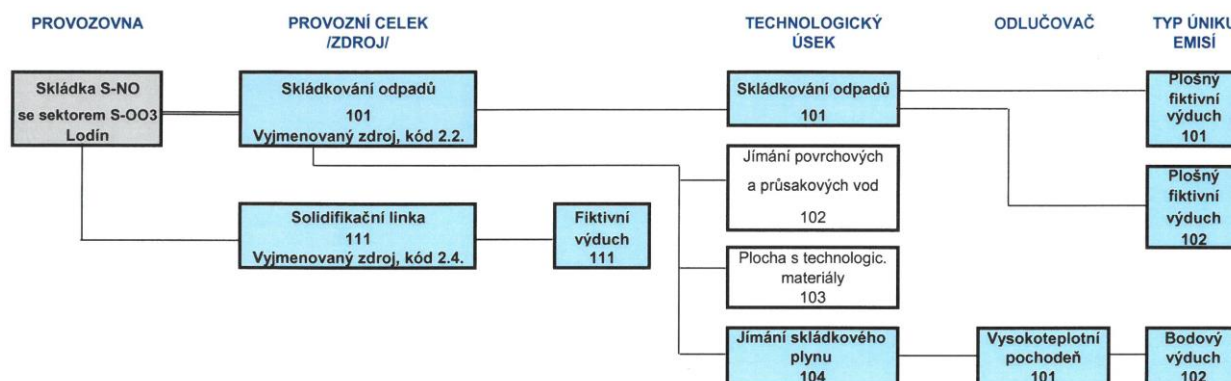 PROVOZOVNA
PROVOZNÍ CELEK
/ZDROJ/
TECHNOLOGICKÝ
ÚSEK
ODLUČOVAČ
TYP ÚNIKU
EMISÍ
Skládka S-NO
se sektorem S-OO3
Lodín
Skládkování odpadů
101
Vyjmenovaný zdroj, kód 2.2.
Skládkování odpadů
101
Plošný
fiktivní
výduch
101
Jímání povrchových
a průsakových vod
102
Plošný
fiktivní
výduch
102
Solidifikační linka
111
Vyjmenovaný zdroj, kód 2.4.
Fiktivní
výduch
111
Plocha s technologic.
materiály
103
Jímání skládkového
plynu
104
Vysokoteplotní
pochodeň
101
Bodový
výduch
102